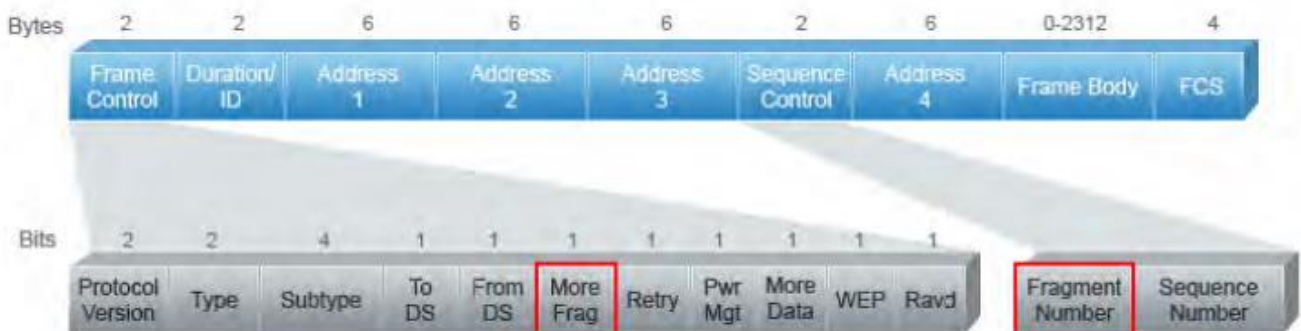 Bytes 2 2 6 6 6 2 6 0-2312 4
Frame Duration/ Address Address Address Sequence Address Frame Body FCS
Control ID 1 2 3 Control 4
Bits 2 2 4 1 1 1 1 1 1 1 1
Protocol Type Subtype To From More Retry Pwr More WEP Ravd Fragment Sequence
Version DS DS Frag Mgt Data Number Number